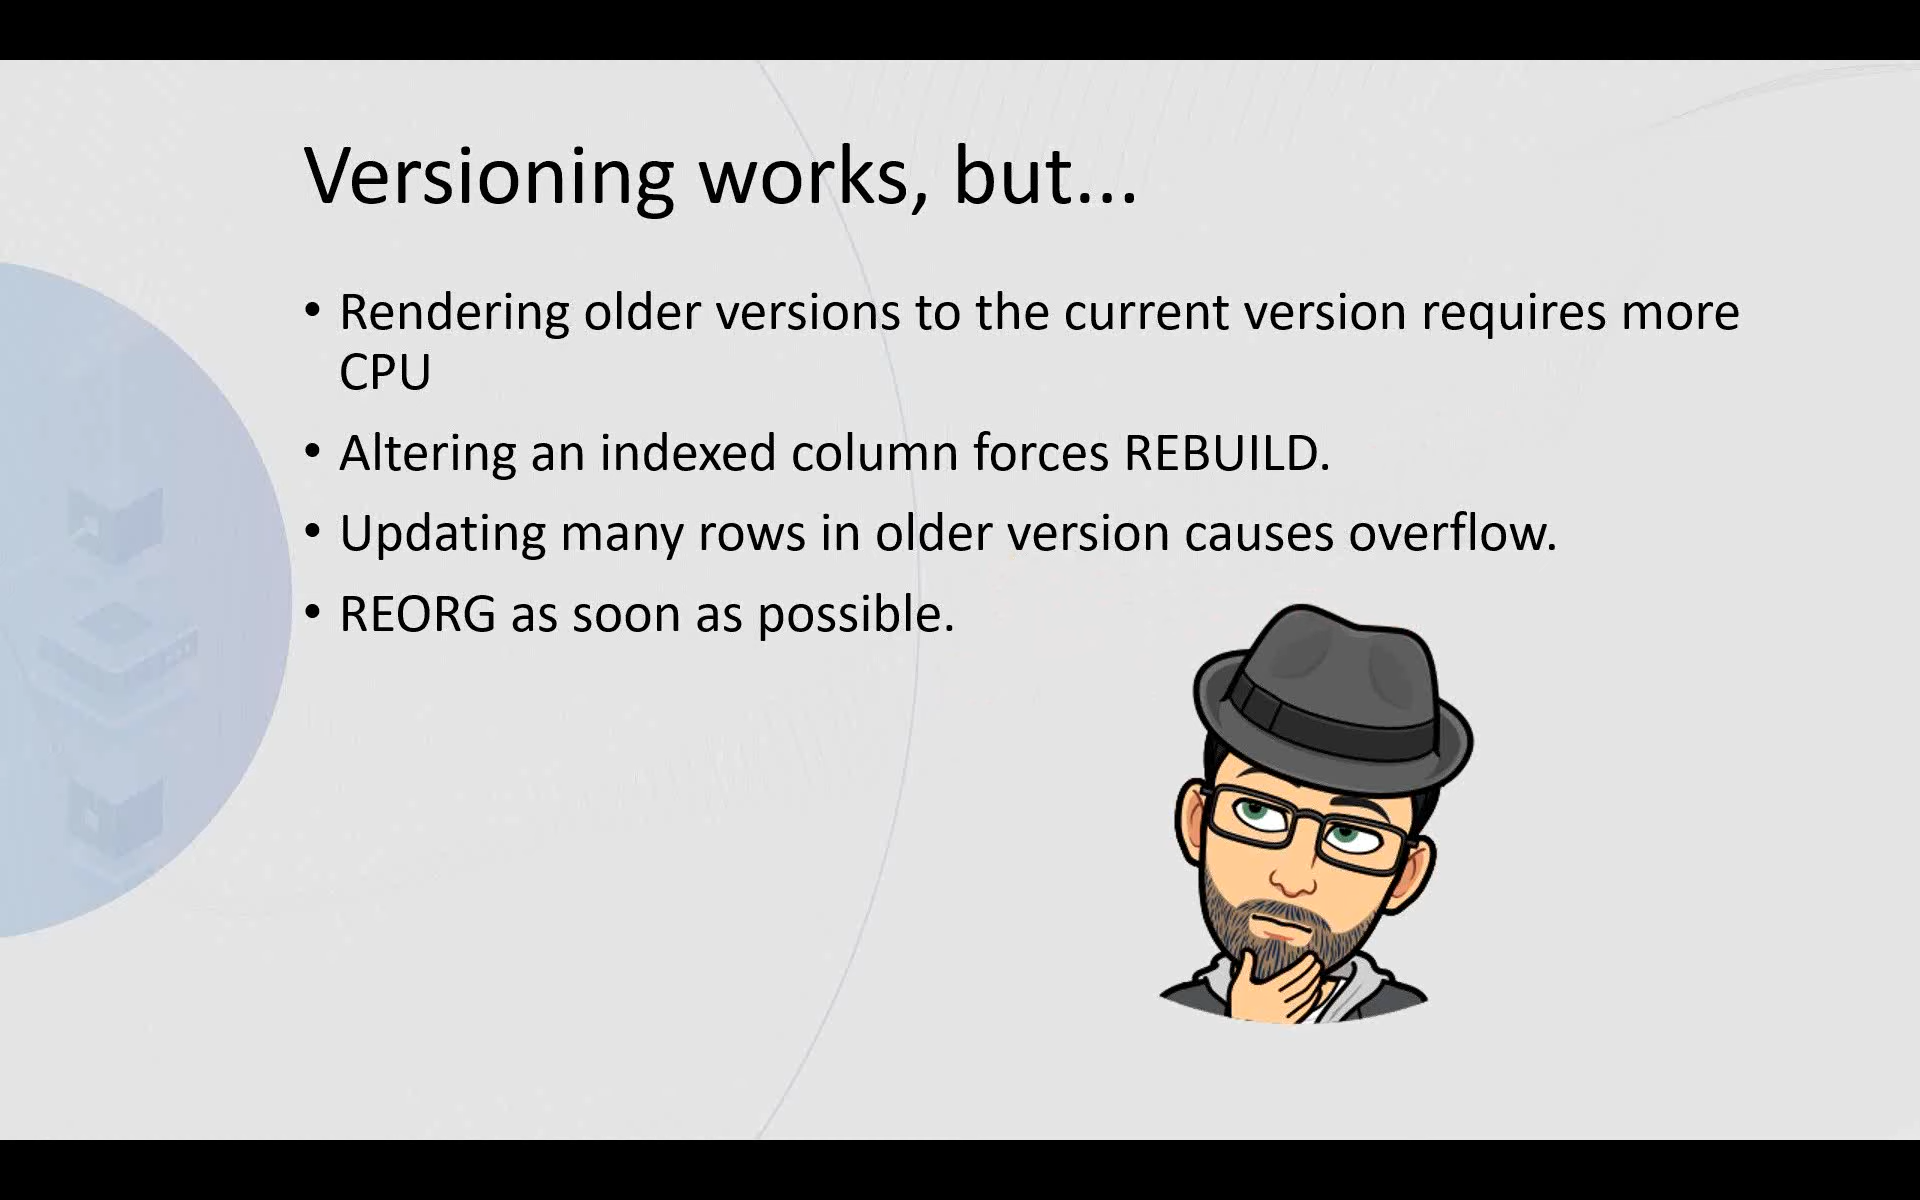 Versioning works, but...
• Rendering older versions to the current version requires more
CPU
• Altering an indexed column forces REBUILD.
• Updating many rows in older version causes overflow.
• REORG as soon as possible.